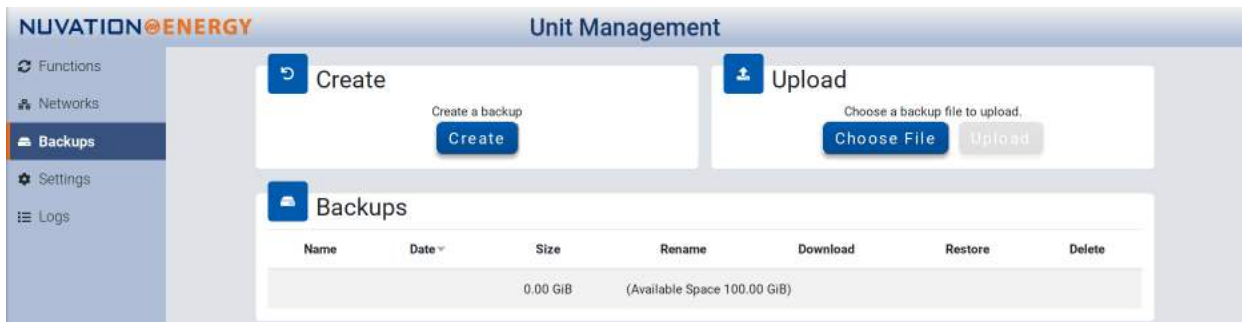 NUVATION ENERGY
Unit Management
Functions
Networks
Backups
Settings
Logs
Create
Create a backup
Create
Upload
Choose a backup file to upload.
Choose File Upload
Backups
Name Date Size Rename Download Restore Delete
0.00 GiB (Available Space 100.00 GiB)